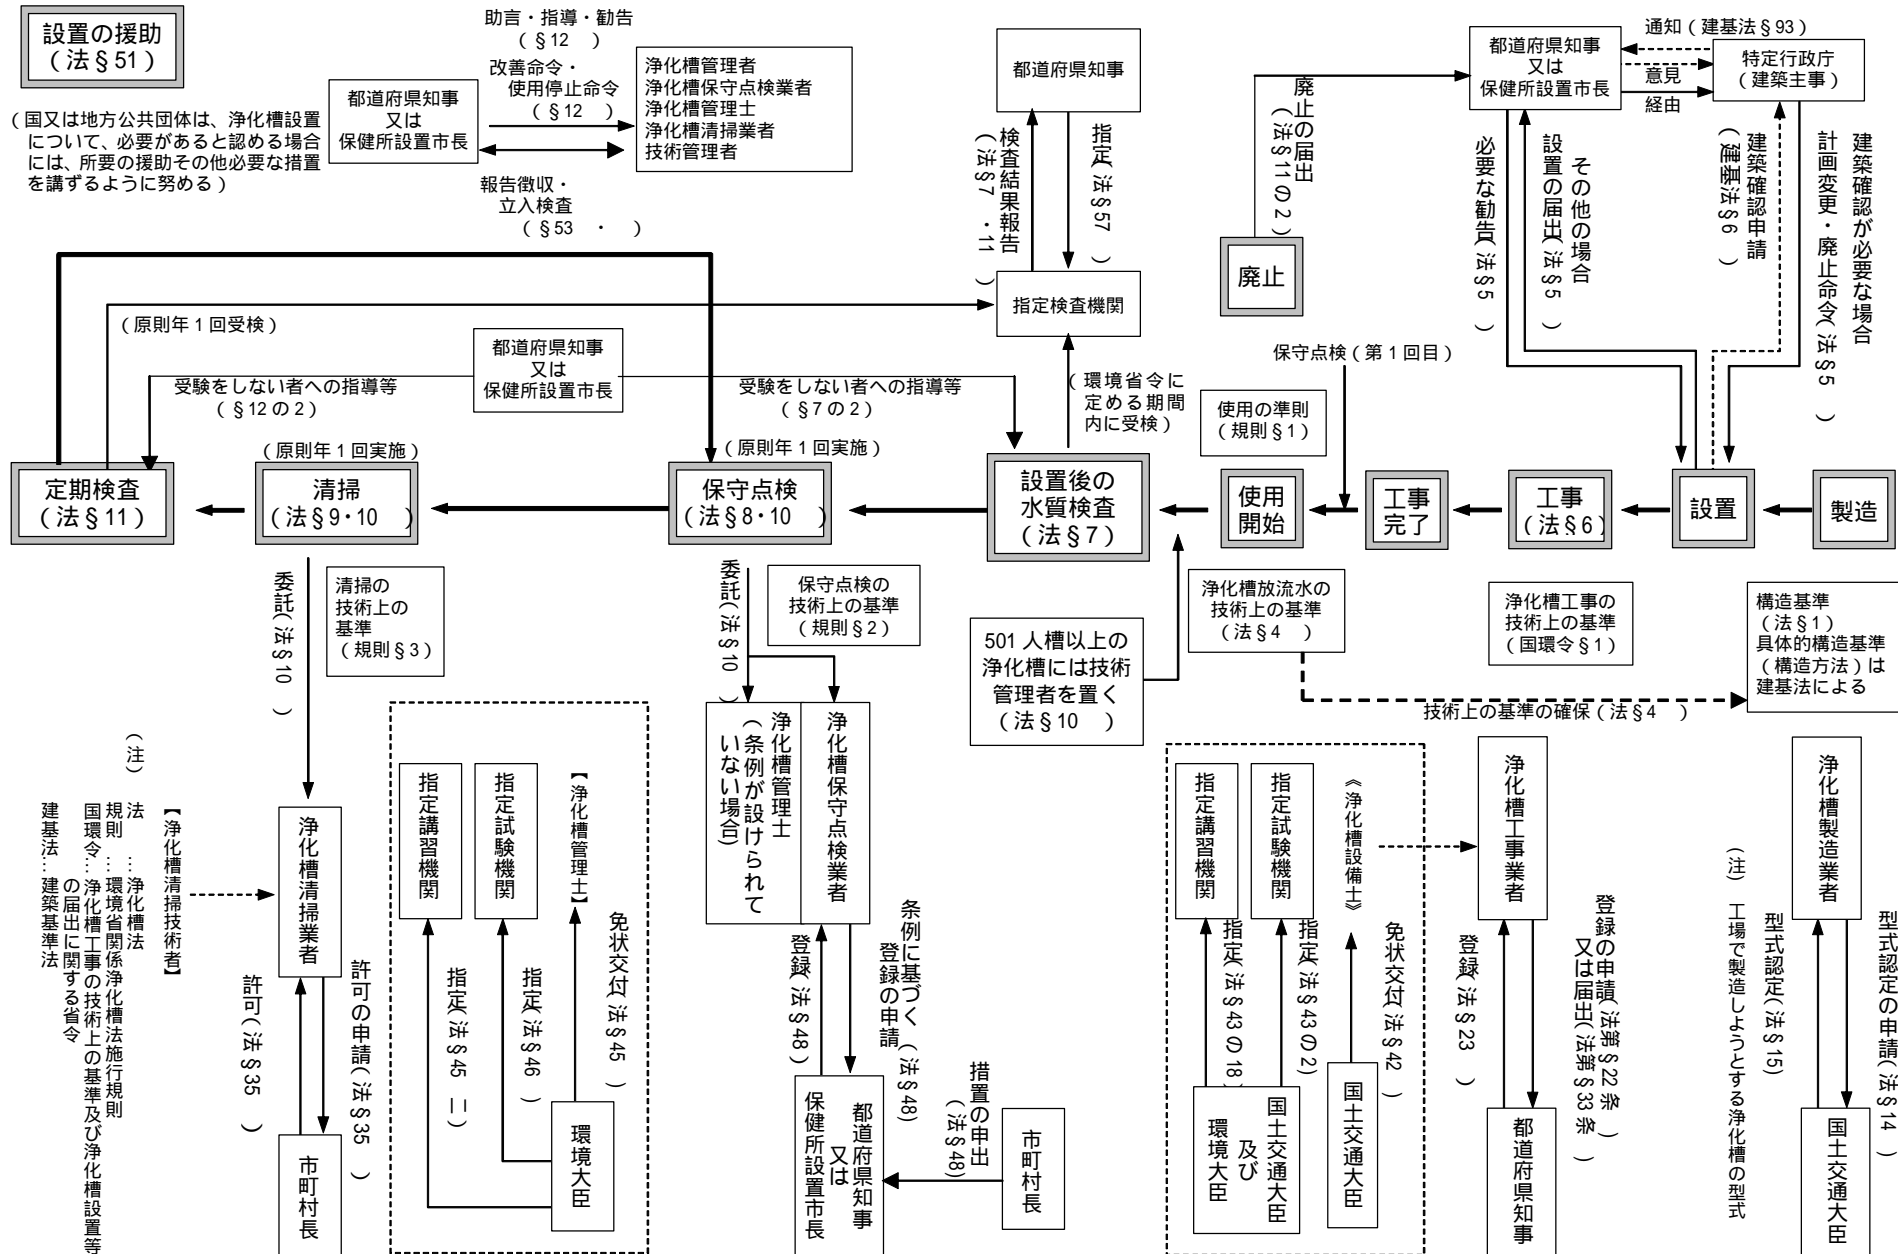 設置の援助
（法§51）
（国又は地方公共団体は、浄化槽設置
について、必要があると認める場合
には、所要の援助その他必要な措置
を講ずるように努める）
都道府県知事
又は
保健所設置市長
助言・指導・勧告
（§12　）
改善命令・
使用停止命令
（§12　）
報告徴収・
立入検査
（§53　・　）
浄化槽管理者
浄化槽保守点検業者
浄化槽管理士
浄化槽清掃業者
技術管理者
都道府県知事
検査結果報告
（法§7　・11　）
指定（法§57　）
指定検査機関
廃止の届出
（法§11の2）
廃止
都道府県知事
又は
保健所設置市長
通知（建基法§93）
意見
経由
特定行政庁
（建築主事）
必要な勧告（法§5　）
その他の場合
設置の届出（法§5　）
建築確認申請
（建基法§6　）
建築確認が必要な場合
計画変更・廃止命令（法§5　）
（原則年1回受検）
都道府県知事
又は
保健所設置市長
受験をしない者への指導等
（§12の2）
受験をしない者への指導等
（§7の2）
（環境省令に
定める期間
内に受検）
保守点検（第1回目）
使用の準則
（規則§1）
（原則年1回実施）
（原則年1回実施）
定期検査
（法§11）
清掃
（法§9・10　）
保守点検
（法§8・10　）
設置後の
水質検査
（法§7）
使用
開始
工事
完了
工事
（法§6）
設置
製造
委託（法§10　）
清掃の
技術上の
基準
（規則§3）
委託（法§10　）
保守点検の
技術上の基準
（規則§2）
501人槽以上の
浄化槽には技術
管理者を置く
（法§10　）
浄化槽放流水の
技術上の基準
（法§4　）
浄化槽工事の
技術上の基準
（国環令§1）
構造基準
（法§1）
具体的構造基準
（構造方法）は
建基法による
技術上の基準の確保（法§4　）
（注）
法　…浄化槽法
規則　…環境省関係浄化槽法施行規則
国環令…浄化槽工事の技術上の基準及び浄化槽設置等
の届出に関する省令
建基法…建築基準法
【浄化槽清掃技術者】
浄化槽清掃業者
許可（法§35　）
許可の申請（法§35　）
市町村長
指定講習機関
指定試験機関
【浄化槽管理士】
指定（法§45　二）
指定（法§46　）
免状交付（法§45　）
環境大臣
浄化槽管理士
（条例が設けられて
いない場合）
浄化槽保守点検業者
登録（法§48）
条例に基づく（法§48）
登録の申請
都道府県知事
又は
保健所設置市長
措置の申出
（法§48）
市町村長
指定講習機関
指定試験機関
《浄化槽設備士》
指定（法§43の18）
指定（法§43の2）
免状交付（法§42　）
国土交通大臣
及び
環境大臣
国土交通大臣
浄化槽工事業者
登録（法§23　）
登録の申請（法第§22条　）
又は届出（法第§33条　）
都道府県知事
浄化槽製造業者
（注）　工場で製造しようとする浄化槽の型式
型式認定（法§15）
型式認定の申請（法§14　）
国土交通大臣